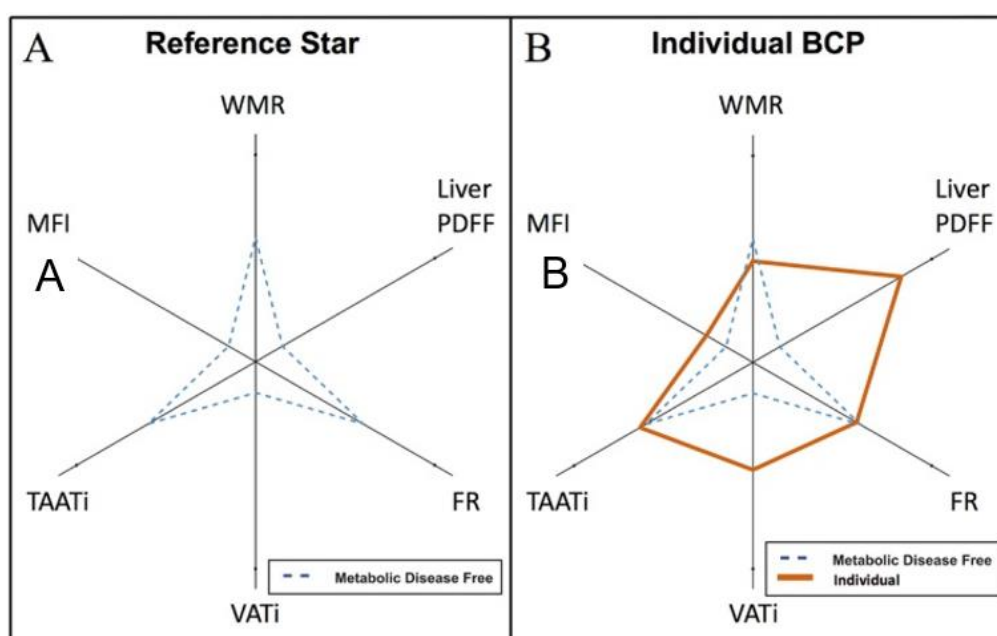 A Reference Star
WMR
Liver
PDFF
MFI
A
TAATi
FR
VATi
Metabolic Disease Free
B Individual BCP
WMR
Liver
PDFF
MFI
B
TAATi
FR
VATi
Metabolic Disease Free
Individual